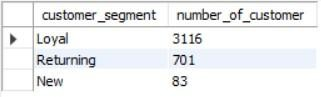 customer_segment number_of_customer
Loyal 3116
Returning 701
New 83